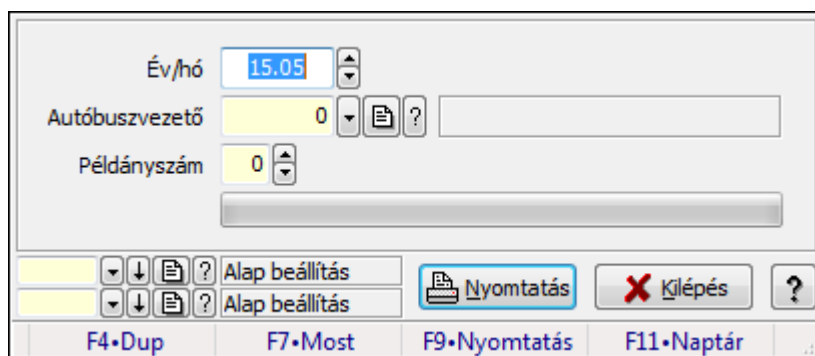 Év/hó 15.05
Autóbuszvezető 0 ?
Példányszám 0
? Alap beállítás
? Alap beállítás
Nyomtatás Kilépés ?
F4•Dup F7•Most F9•Nyomtatás F11•Naptár